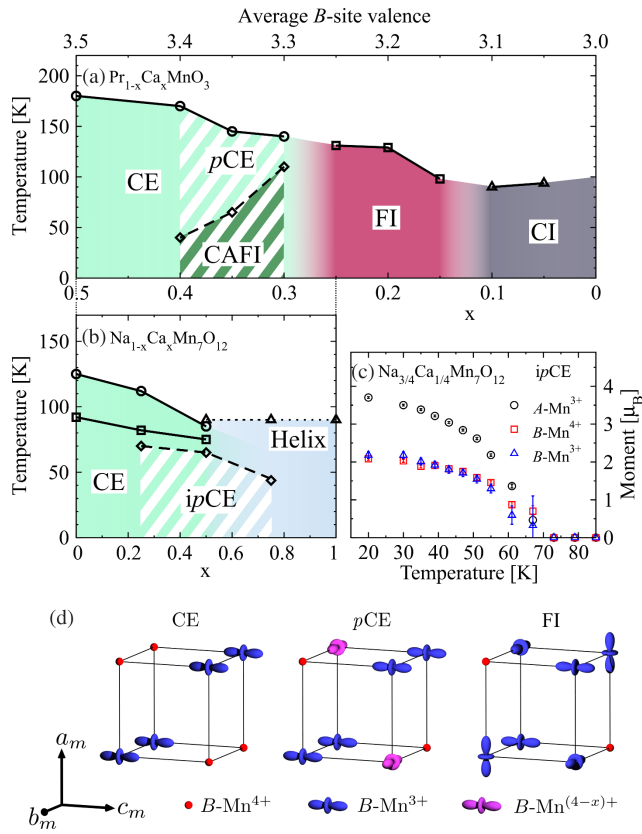 Average B-site valence
3.5 3.4 3.3 3.2 3.1 3.0
(a) Pr1-xCaxMnO3
Temperature [K]
200
150
100
50
0
CE
pCE
CAFI
FI
CI
0.5 0.4 0.3 0.2 0.1 0
x
(b) Na1-xCaxMn7O12
Temperature [K]
150
100
50
0
CE
ipCE
Helix
0 0.2 0.4 0.6 0.8 1
x
(c) Na3/4Ca1/4Mn7O12 ipCE
A-Mn3+
B-Mn4+
B-Mn3+
4
3
2
1
0
Moment [μB]
20 30 40 50 60 70 80
Temperature [K]
(d) CE pCE FI
am
bm
cm
B-Mn4+ B-Mn3+ B-Mn(4−x)+